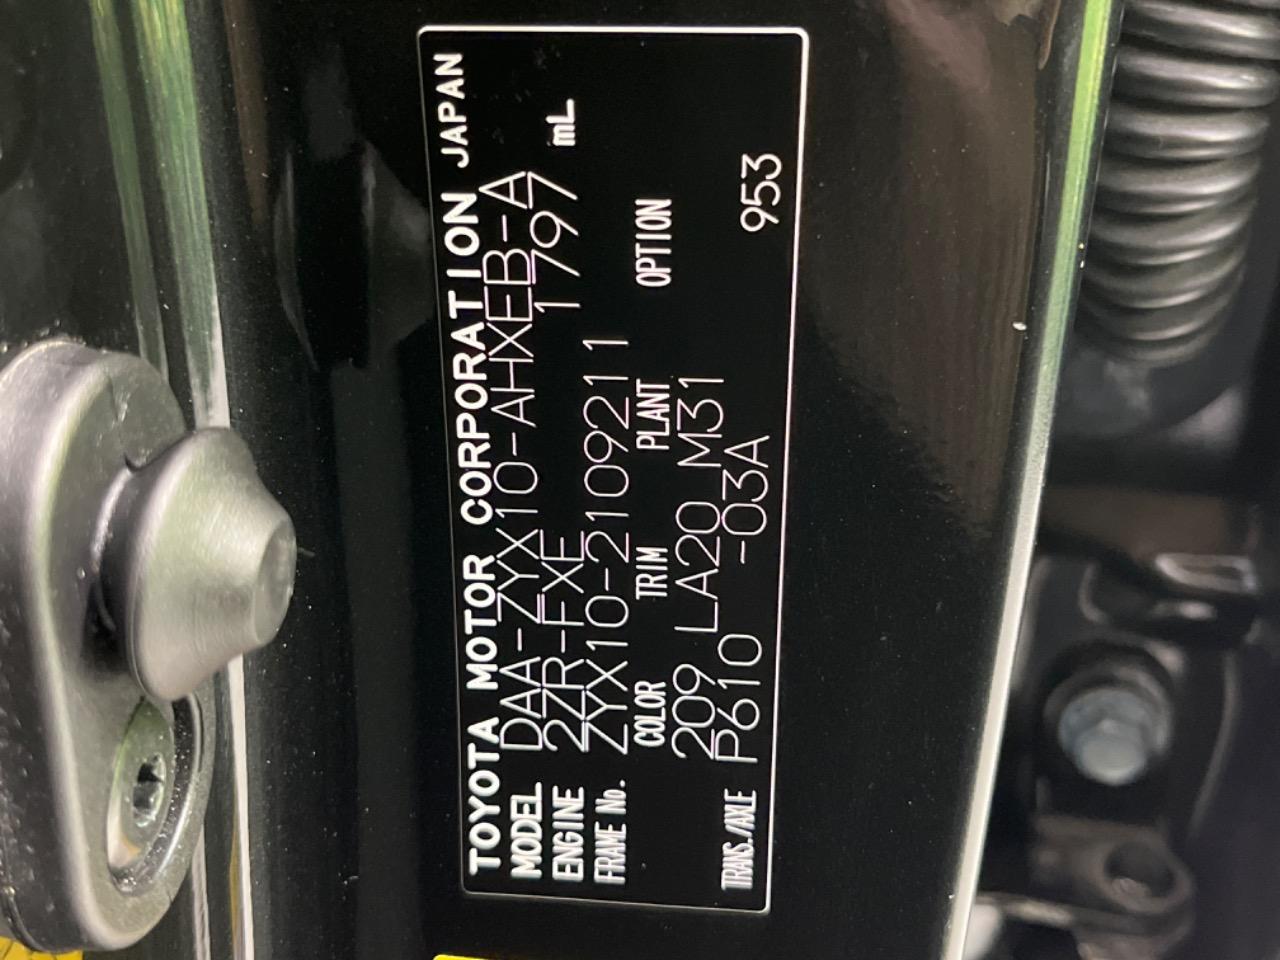 TOYOTA MOTOR CORPORATION JAPAN
MODEL DAA-ZYX10-AHXEB-A
ENGINE 2ZR-FXE 1797 mL
FRAME No. ZYX10-2109211
COLOR TRIM PLANT OPTION
209 LA20 M31
TRANS./AXLE P610 -03A 953